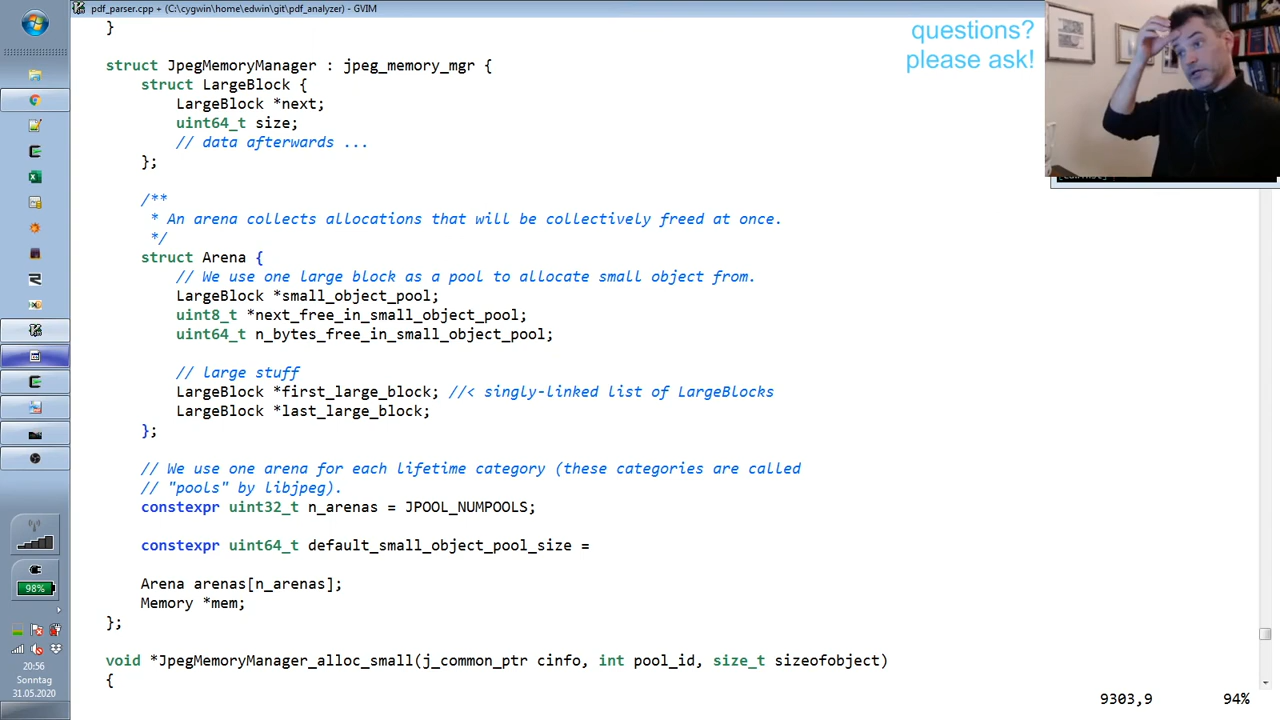 pdf_parser.cpp + (C:\cygwin\home\edwin\git\pdf_analyzer) - GVIM
}
questions?
please ask!
struct JpegMemoryManager : jpeg_memory_mgr {
struct LargeBlock {
LargeBlock *next;
uint64_t size;
// data afterwards ...
};
/**
* An arena collects allocations that will be collectively freed at once.
*/
struct Arena {
// We use one large block as a pool to allocate small object from.
LargeBlock *small_object_pool;
uint8_t *next_free_in_small_object_pool;
uint64_t n_bytes_free_in_small_object_pool;
// large stuff
LargeBlock *first_large_block; //< singly-linked list of LargeBlocks
LargeBlock *last_large_block;
};
// We use one arena for each lifetime category (these categories are called
// "pools" by libjpeg).
constexpr uint32_t n_arenas = JPOOL_NUMPOOLS;
constexpr uint64_t default_small_object_pool_size =
Arena arenas[n_arenas];
Memory *mem;
};
void *JpegMemoryManager_alloc_small(j_common_ptr cinfo, int pool_id, size_t sizeofobject)
{
9303,9 94%
98%
20:56
Sonntag
31.05.2020